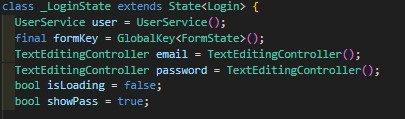 class _LoginState extends State<Login> {
UserService user = UserService();
final formKey = GlobalKey<FormState>();
TextEditingController email = TextEditingController();
TextEditingController password = TextEditingController();
bool isLoading = false;
bool showPass = true;